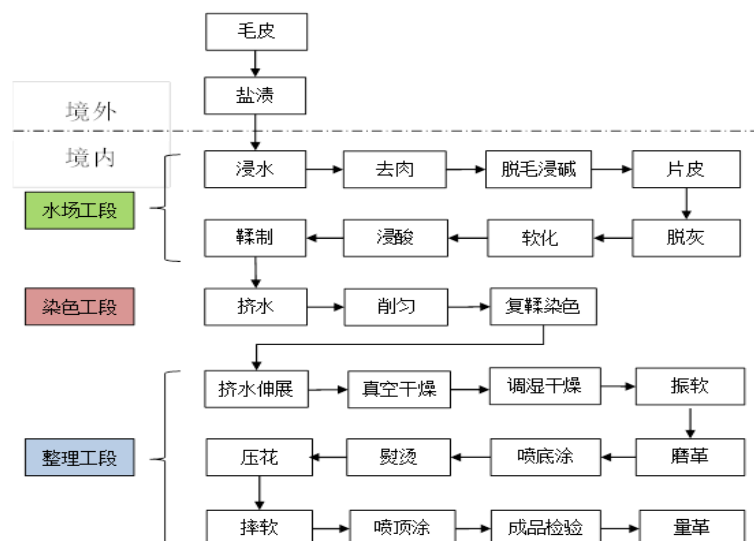 毛皮
盐渍
境外
境内
浸水 去肉 脱毛浸碱 片皮
水场工段
鞣制 浸酸 软化 脱灰
染色工段
挤水 削匀 复鞣染色
挤水伸展 真空干燥 调湿干燥 振软
整理工段
压花 熨烫 喷底涂 磨革
摔软 喷顶涂 成品检验 量革